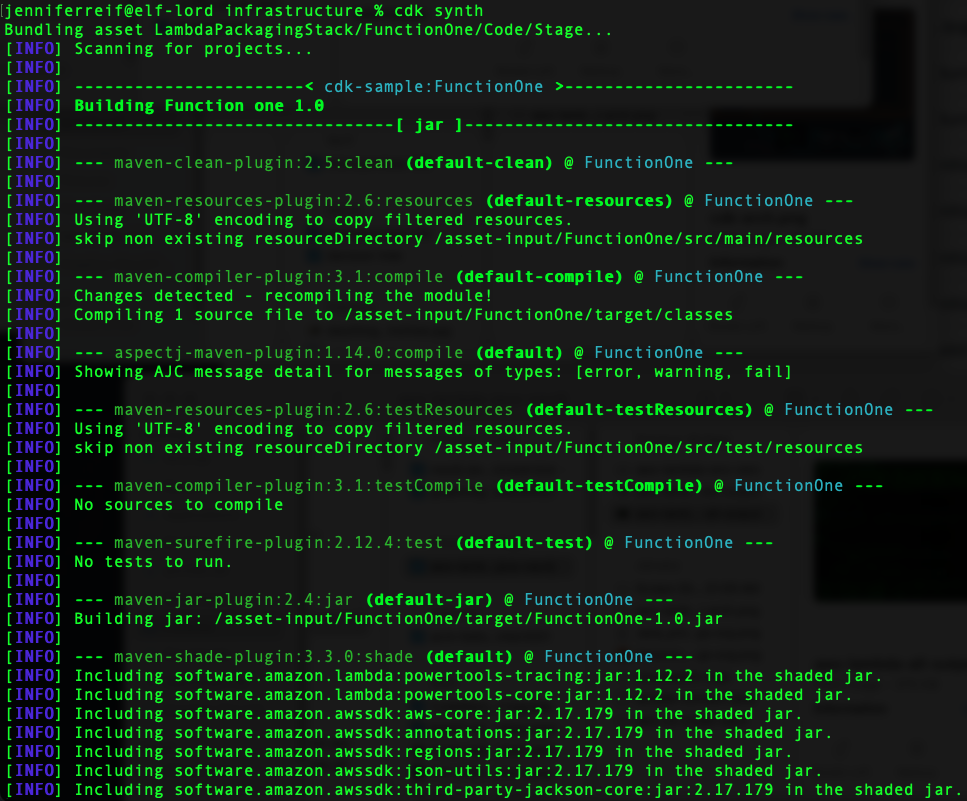 jenniferreif@elf-lord infrastructure % cdk synth
Bundling asset LambdaPackagingStack/FunctionOne/Code/Stage...
[INFO] Scanning for projects...
[INFO]
[INFO] -----------------------< cdk-sample:FunctionOne >-----------------------
[INFO] Building Function one 1.0
[INFO] --------------------------------[ jar ]---------------------------------
[INFO]
[INFO] --- maven-clean-plugin:2.5:clean (default-clean) @ FunctionOne ---
[INFO]
[INFO] --- maven-resources-plugin:2.6:resources (default-resources) @ FunctionOne ---
[INFO] Using 'UTF-8' encoding to copy filtered resources.
[INFO] skip non existing resourceDirectory /asset-input/FunctionOne/src/main/resources
[INFO]
[INFO] --- maven-compiler-plugin:3.1:compile (default-compile) @ FunctionOne ---
[INFO] Changes detected - recompiling the module!
[INFO] Compiling 1 source file to /asset-input/FunctionOne/target/classes
[INFO]
[INFO] --- aspectj-maven-plugin:1.14.0:compile (default) @ FunctionOne ---
[INFO] Showing AJC message detail for messages of types: [error, warning, fail]
[INFO]
[INFO] --- maven-resources-plugin:2.6:testResources (default-testResources) @ FunctionOne ---
[INFO] Using 'UTF-8' encoding to copy filtered resources.
[INFO] skip non existing resourceDirectory /asset-input/FunctionOne/src/test/resources
[INFO]
[INFO] --- maven-compiler-plugin:3.1:testCompile (default-testCompile) @ FunctionOne ---
[INFO] No sources to compile
[INFO]
[INFO] --- maven-surefire-plugin:2.12.4:test (default-test) @ FunctionOne ---
[INFO] No tests to run.
[INFO]
[INFO] --- maven-jar-plugin:2.4:jar (default-jar) @ FunctionOne ---
[INFO] Building jar: /asset-input/FunctionOne/target/FunctionOne-1.0.jar
[INFO]
[INFO] --- maven-shade-plugin:3.3.0:shade (default) @ FunctionOne ---
[INFO] Including software.amazon.lambda:powertools-tracing:jar:1.12.2 in the shaded jar.
[INFO] Including software.amazon.lambda:powertools-core:jar:1.12.2 in the shaded jar.
[INFO] Including software.amazon.awssdk:aws-core:jar:2.17.179 in the shaded jar.
[INFO] Including software.amazon.awssdk:annotations:jar:2.17.179 in the shaded jar.
[INFO] Including software.amazon.awssdk:regions:jar:2.17.179 in the shaded jar.
[INFO] Including software.amazon.awssdk:json-utils:jar:2.17.179 in the shaded jar.
[INFO] Including software.amazon.awssdk:third-party-jackson-core:jar:2.17.179 in the shaded jar.